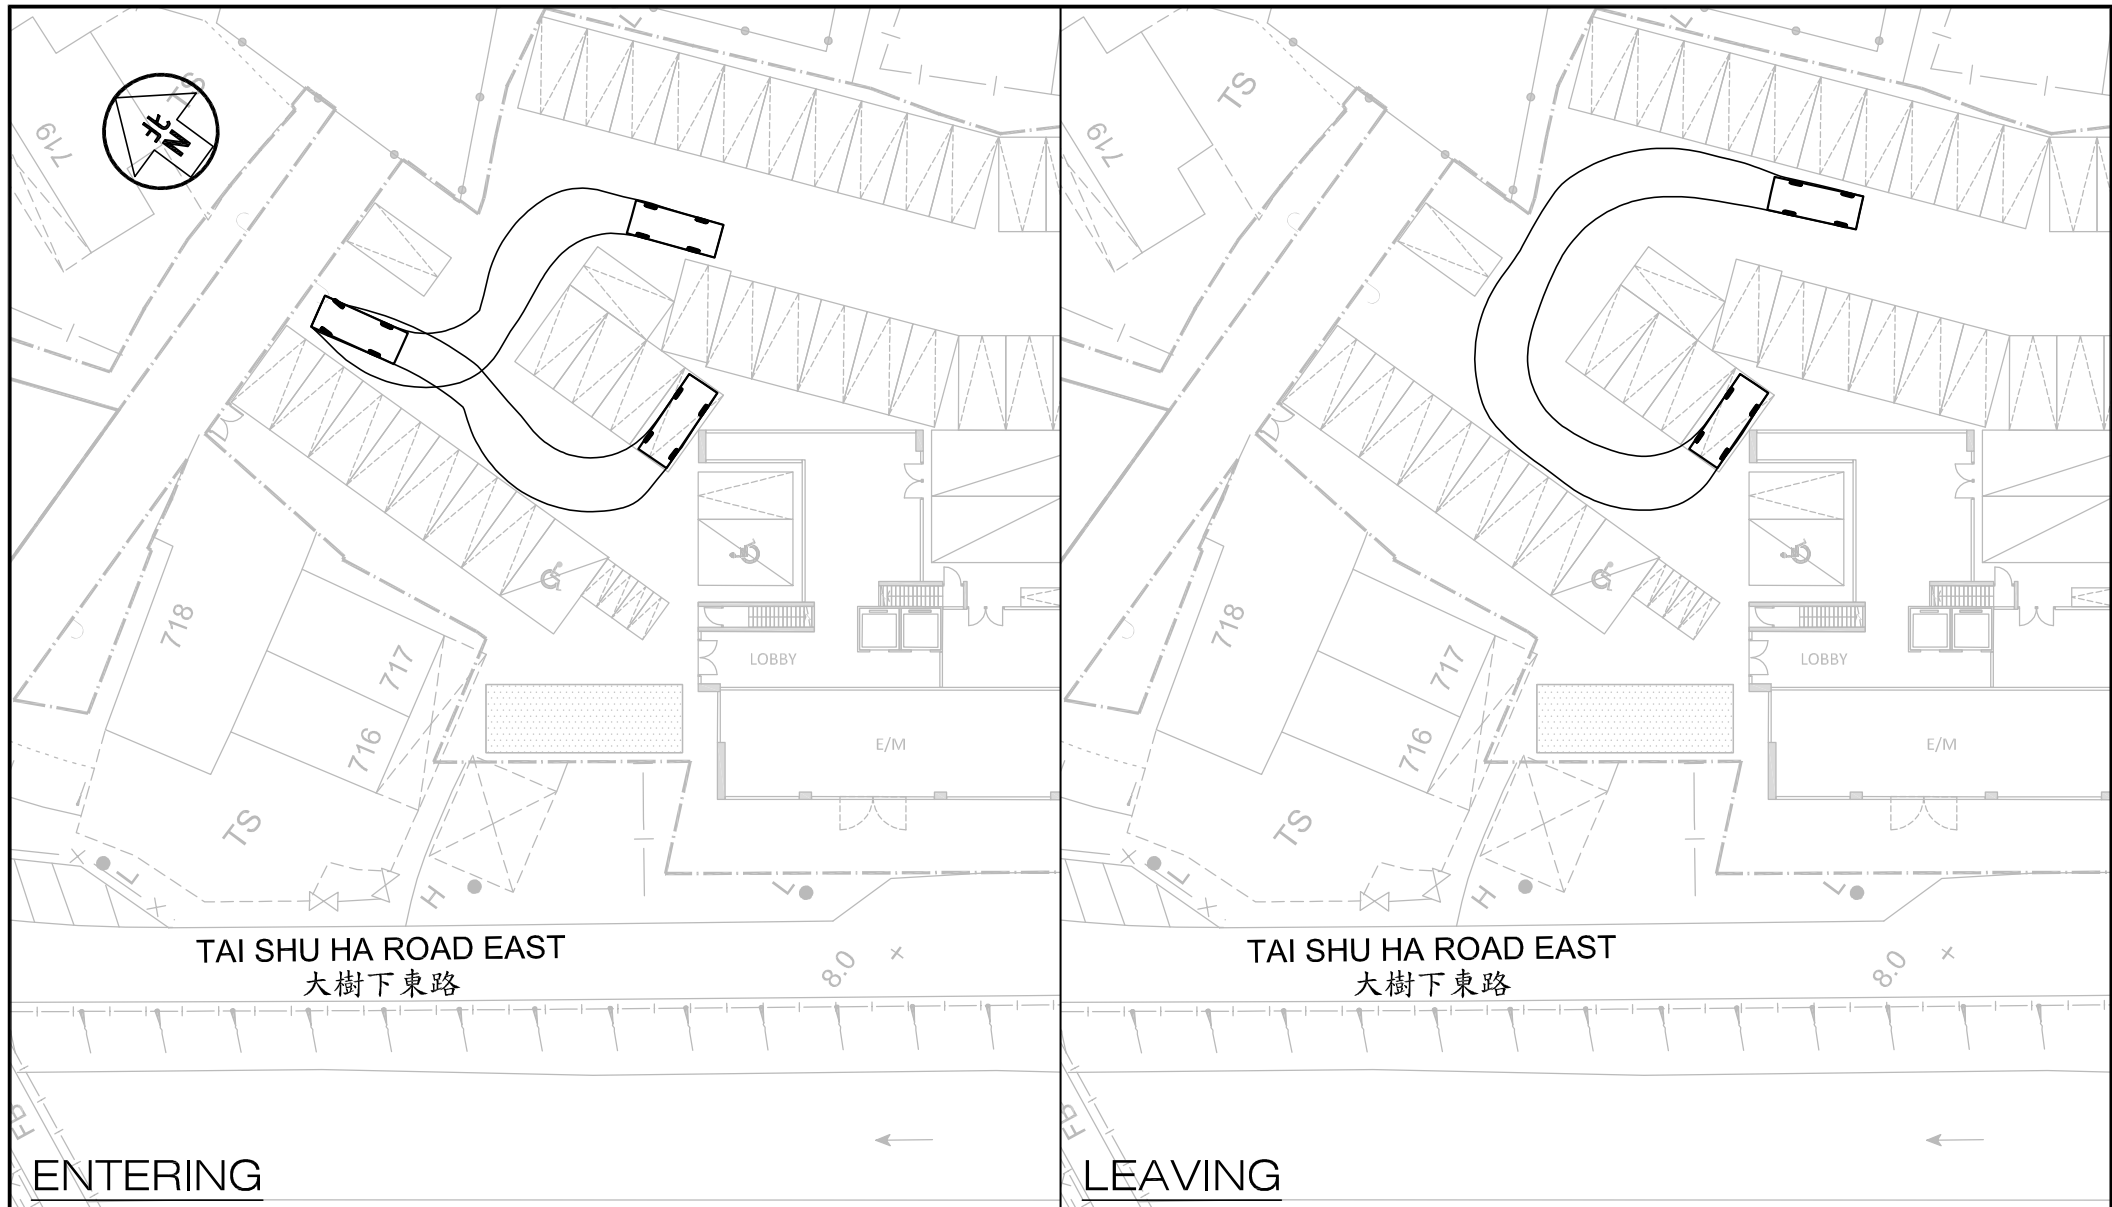 TS
719
北
N
L
718
717
716
LOBBY
E/M
TS
L
H
L
TAI SHU HA ROAD EAST
大樹下東路
8.0
FB
ENTERING
L
TS
719
718
717
716
LOBBY
E/M
TS
L
H
L
TAI SHU HA ROAD EAST
大樹下東路
8.0
FB
LEAVING